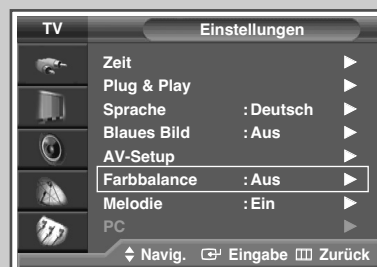 TV Einstellungen
Zeit
Plug & Play
Sprache : Deutsch
Blaues Bild : Aus
AV-Setup
Farbbalance : Aus
Melodie : Ein
PC
Navig. Eingabe Zurück